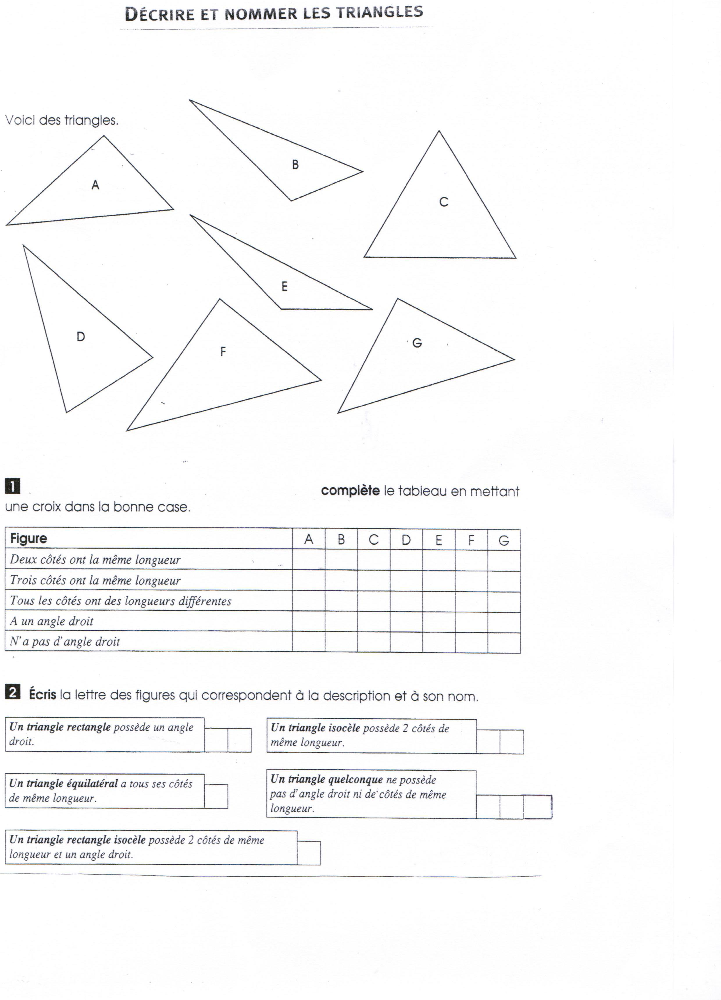 DÉCRIRE ET NOMMER LES TRIANGLES
Voici des triangles.
A
B
C
D
E
F
G
1
complète le tableau en mettant
une croix dans la bonne case.
Figure A B C D E F G
Deux côtés ont la même longueur
Trois côtés ont la même longueur
Tous les côtés ont des longueurs différentes
A un angle droit
N'a pas d'angle droit
2 Écris la lettre des figures qui correspondent à la description et à son nom.
Un triangle rectangle possède un angle
droit.
Un triangle isocèle possède 2 côtés de
même longueur.
Un triangle équilatéral a tous ses côtés
de même longueur.
Un triangle quelconque ne possède
pas d'angle droit ni de côtés de même
longueur.
Un triangle rectangle isocèle possède 2 côtés de même
longueur et un angle droit.